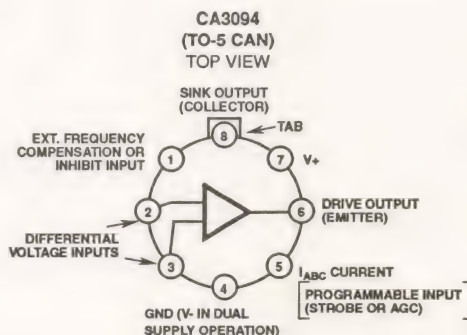 CA3094
(TO-5 CAN)
TOP VIEW
SINK OUTPUT
(COLLECTOR)
TAB
8
EXT. FREQUENCY
COMPENSATION OR
INHIBIT INPUT
1
7
V+
2
6
DRIVE OUTPUT
(EMITTER)
DIFFERENTIAL
VOLTAGE INPUTS
3
5
4
IABC CURRENT
PROGRAMMABLE INPUT
(STROBE OR AGC)
GND (V- IN DUAL
SUPPLY OPERATION)